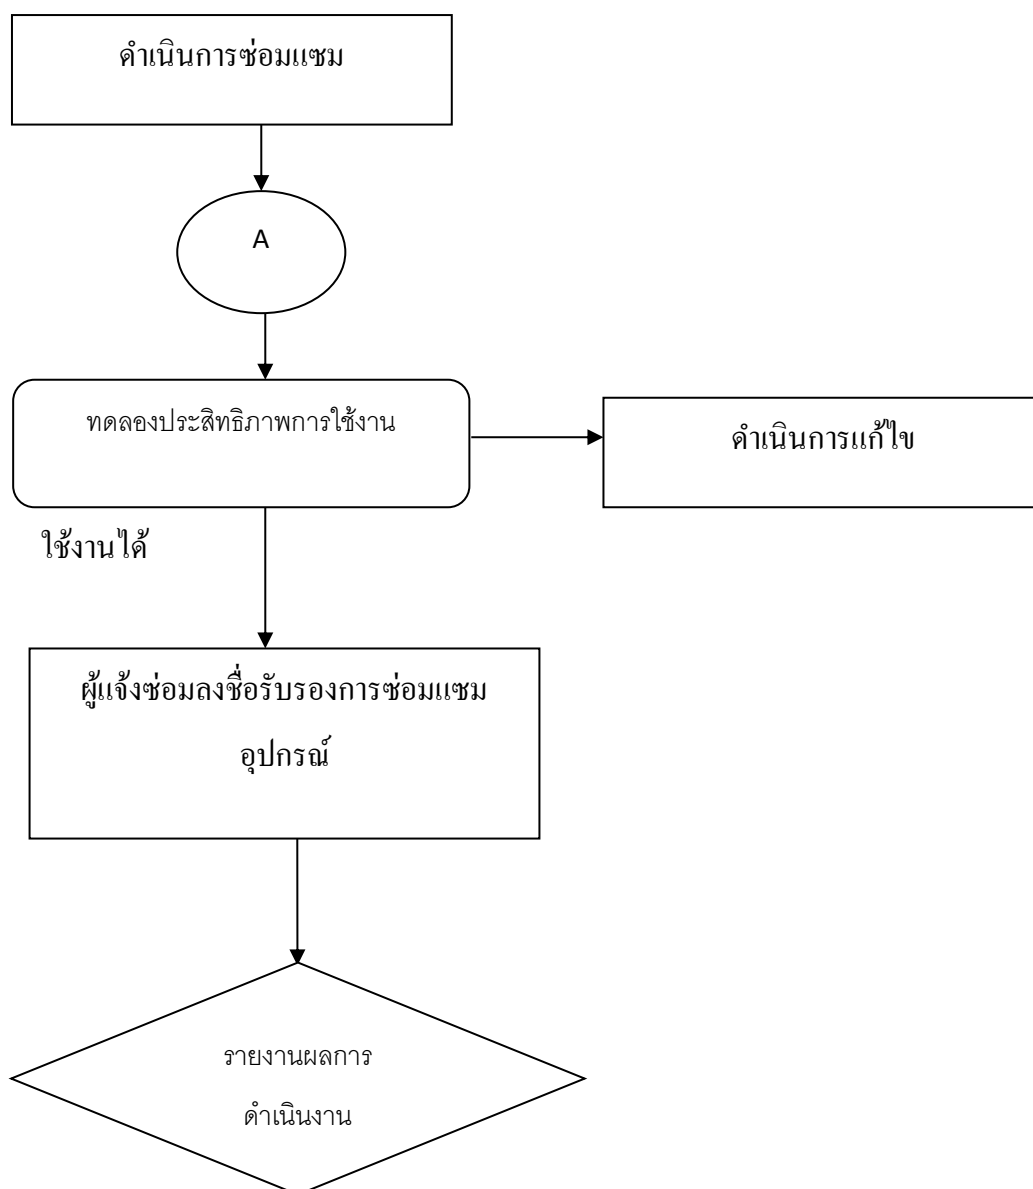 ดำเนินการซ่อมแซม
A
ทดลองประสิทธิภาพการใช้งาน
ดำเนินการแก้ไข
ใช้งานได้
ผู้แจ้งซ่อมลงชื่อรับรองการซ่อมแซม
อุปกรณ์
รายงานผลการ
ดำเนินงาน